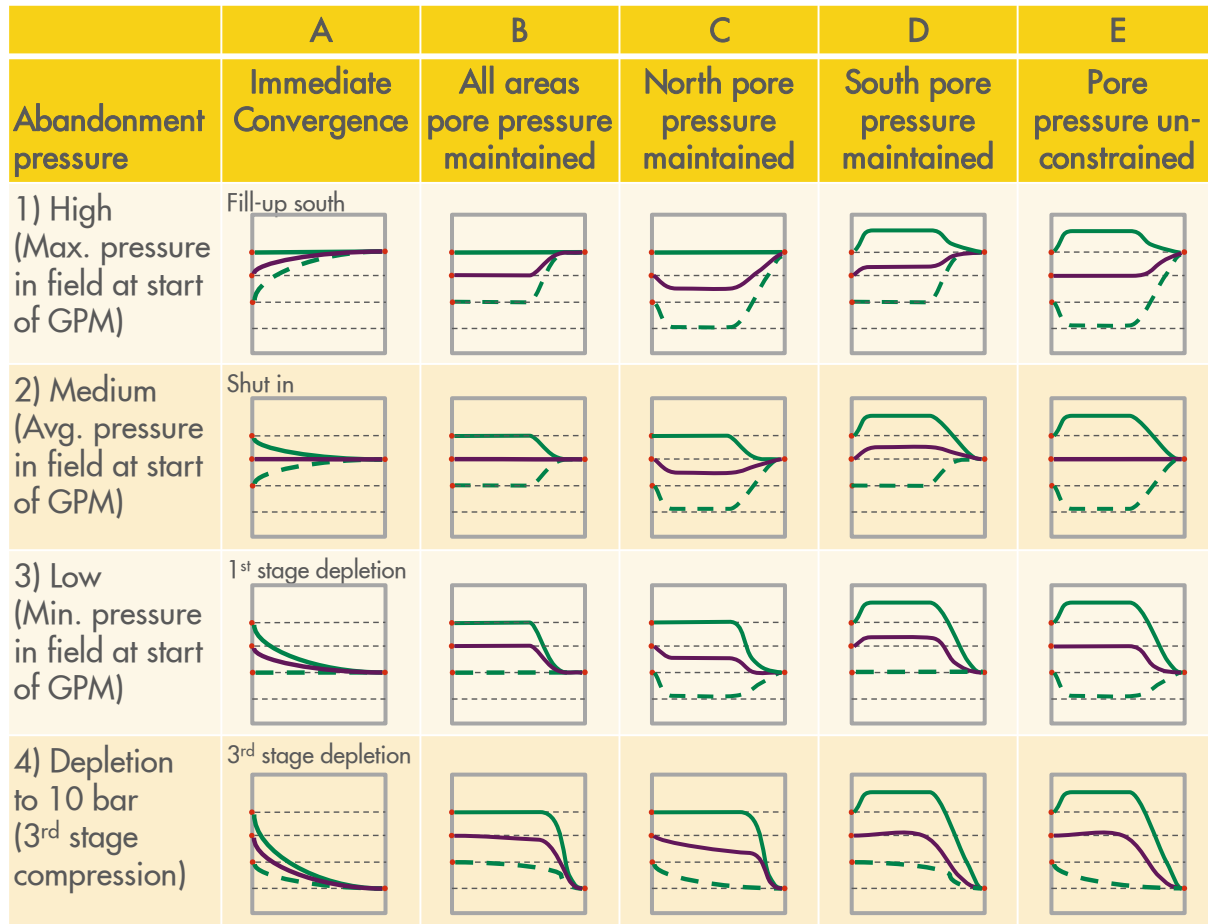 A
B
C
D
E
Abandonment
pressure
Immediate
Convergence
All areas
pore pressure
maintained
North pore
pressure
maintained
South pore
pressure
maintained
Pore
pressure un-
constrained
1) High
(Max. pressure
in field at start
of GPM)
Fill-up south
2) Medium
(Avg. pressure
in field at start
of GPM)
Shut in
3) Low
(Min. pressure
in field at start
of GPM)
1st stage depletion
4) Depletion
to 10 bar
(3rd stage
compression)
3rd stage depletion